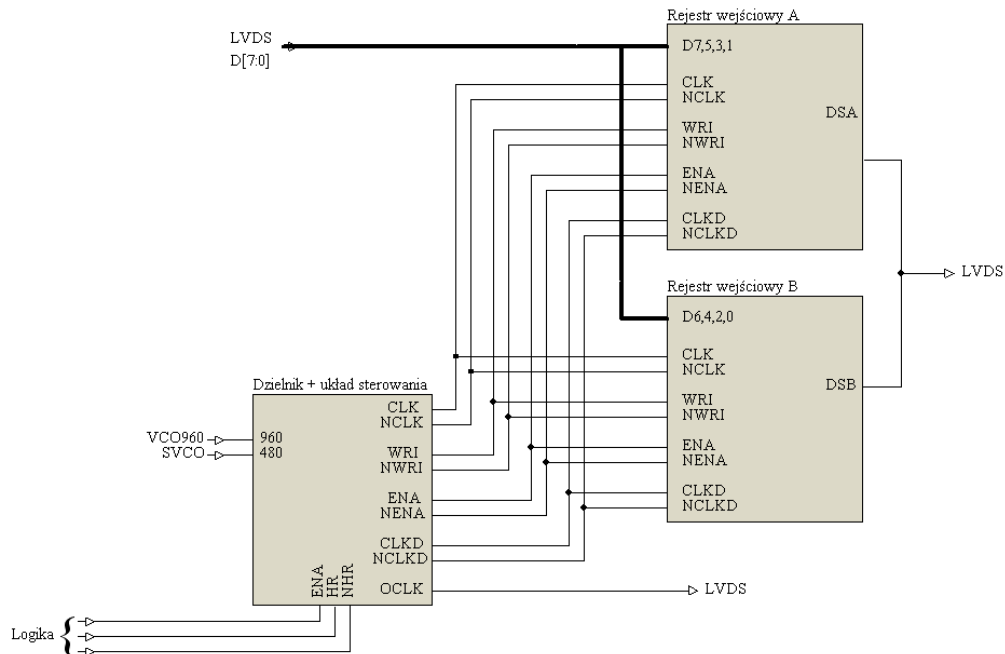 Rejestr wejściowy A
LVDS
D[7:0]
D7,5,3,1
CLK
NCLK
DSA
WRI
NWRI
ENA
NENA
CLKD
NCLKD
LVDS
Rejestr wejściowy B
D6,4,2,0
CLK
NCLK
DSB
WRI
NWRI
ENA
NENA
CLKD
NCLKD
Dzielnik + układ sterowania
CLK
NCLK
VCO960
960
SVCO
480
WRI
NWRI
ENA
NENA
CLKD
NCLKD
ENA
HR
NHR
OCLK
LVDS
Logika